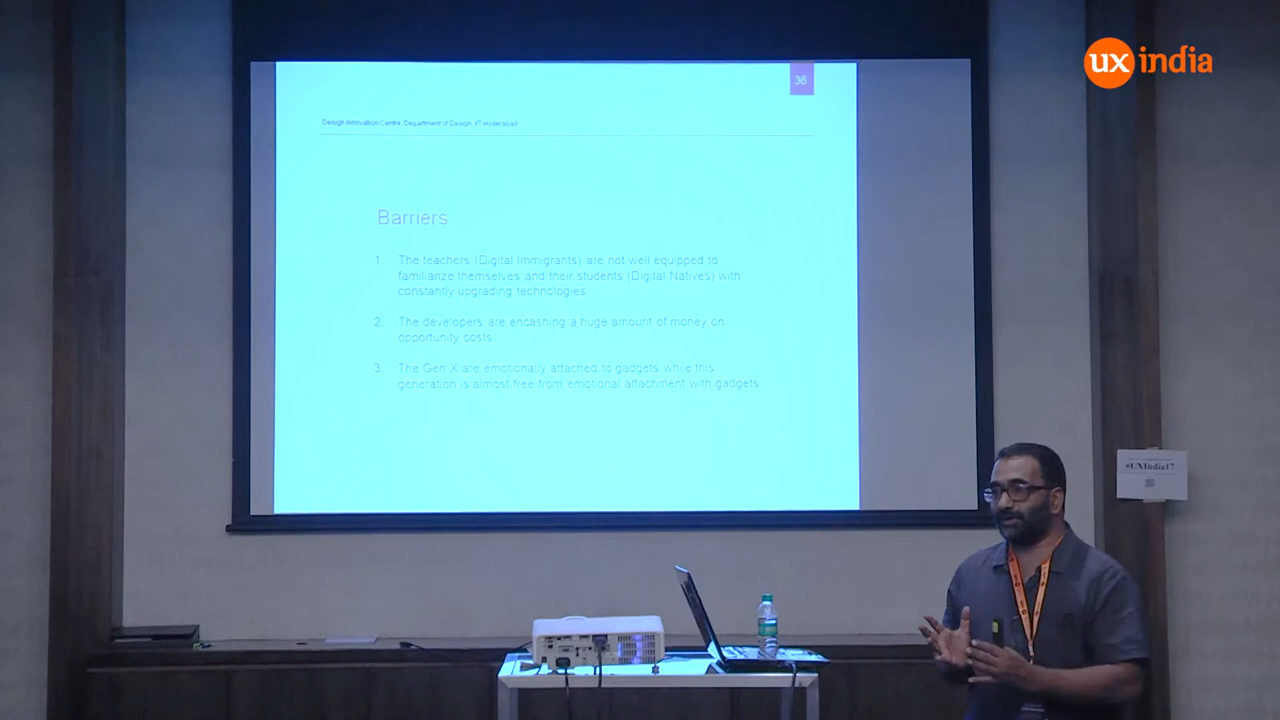 ux india
36
Design Innovation Centre, Department of Design, IIT Hyderabad
Barriers
1 The teachers (Digital Immigrants) are not well equipped to
familiarize themselves and their students (Digital Natives) with
constantly upgrading technologies
2. The developers are encashing a huge amount of money on
opportunity costs
3. The Gen X are emotionally attached to gadgets while this
generation is almost free from emotional attachment with gadgets
#UXIndia17